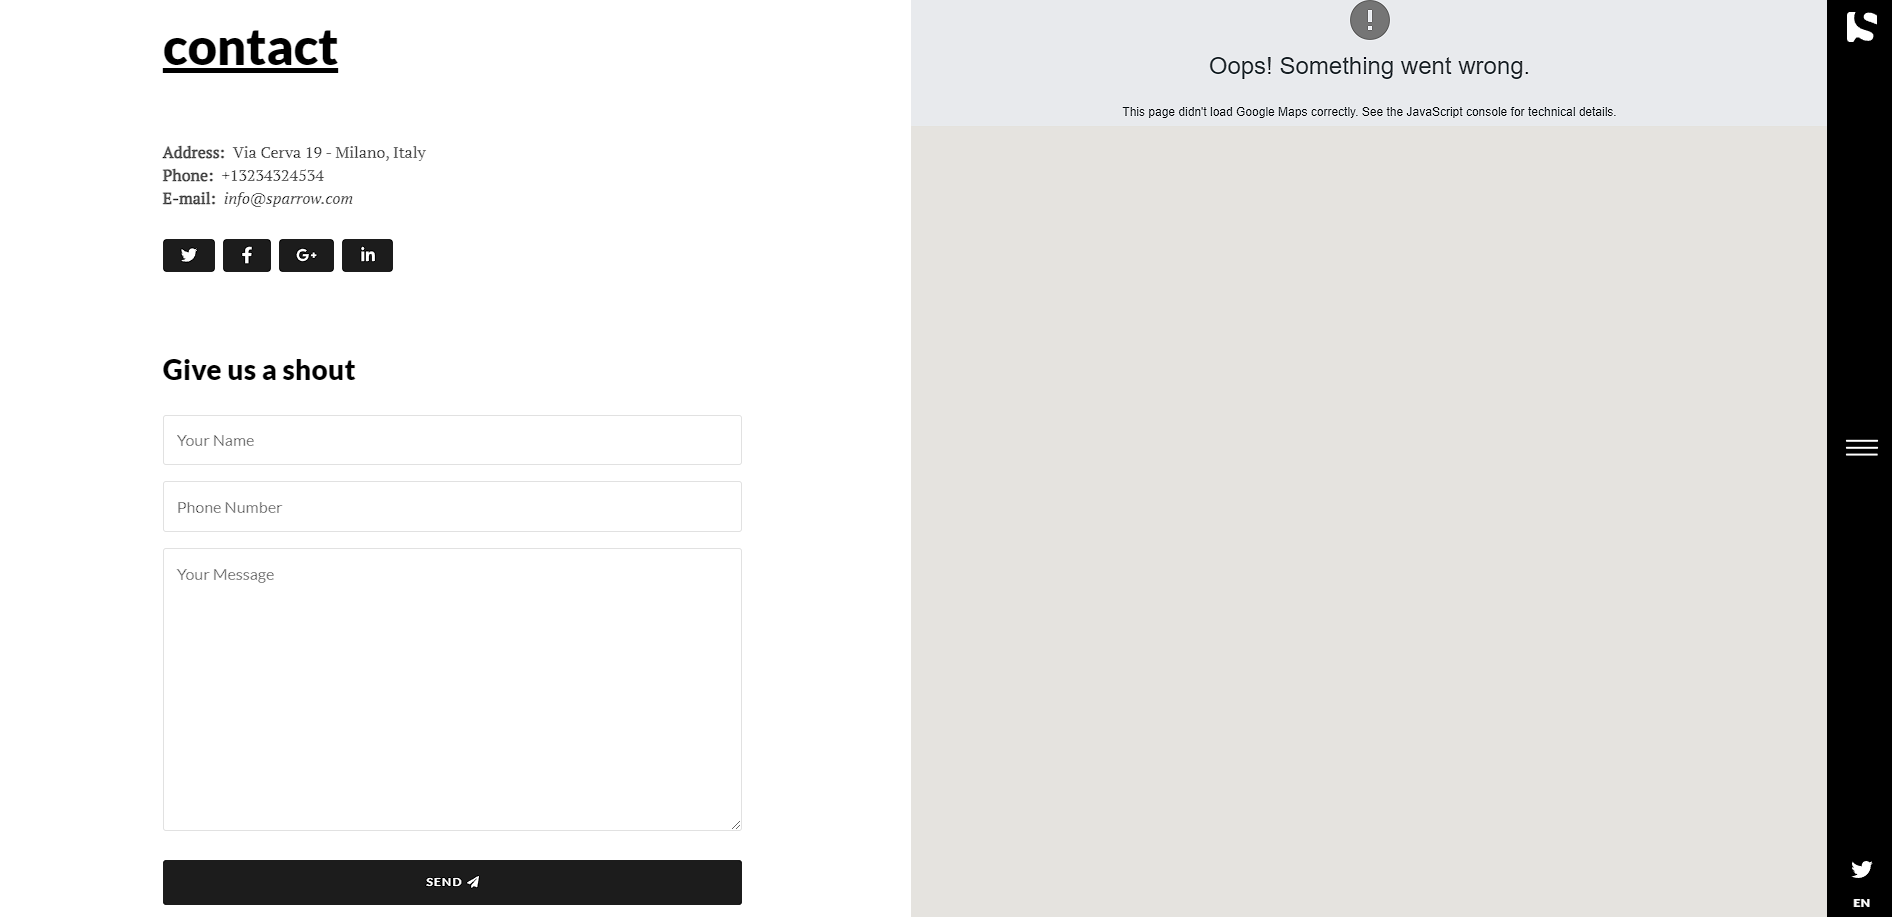 contact
Address: Via Cerva 19 - Milano, Italy
Phone: +13234324534
E-mail: info@sparrow.com
G+
in
Give us a shout
Your Name
Phone Number
Your Message
SEND
Oops! Something went wrong.
This page didn't load Google Maps correctly. See the JavaScript console for technical details.
S
EN